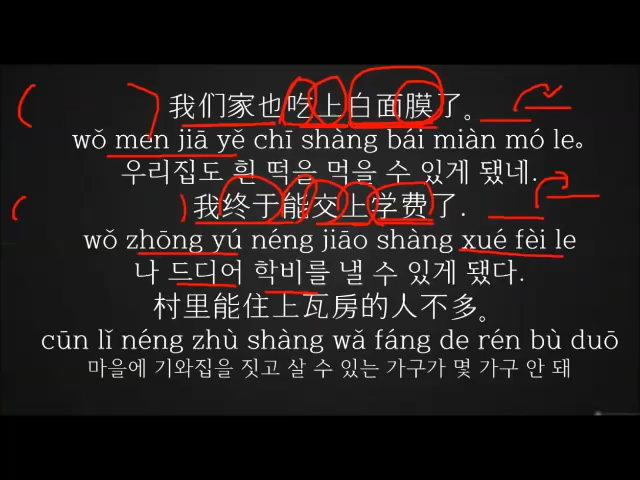 我们家也吃上白面膜了。
wǒ men jiā yě chī shàng bái miàn mó le。
우리집도 흰 떡을 먹을 수 있게 됐네.
我终于能交上学费了.
wǒ zhōng yú néng jiāo shàng xué fèi le
나 드디어 학비를 낼 수 있게 됐다.
村里能住上瓦房的人不多。
cūn lǐ néng zhù shàng wǎ fáng de rén bù duō
마을에 기와집을 짓고 살 수 있는 가구가 몇 가구 안 돼